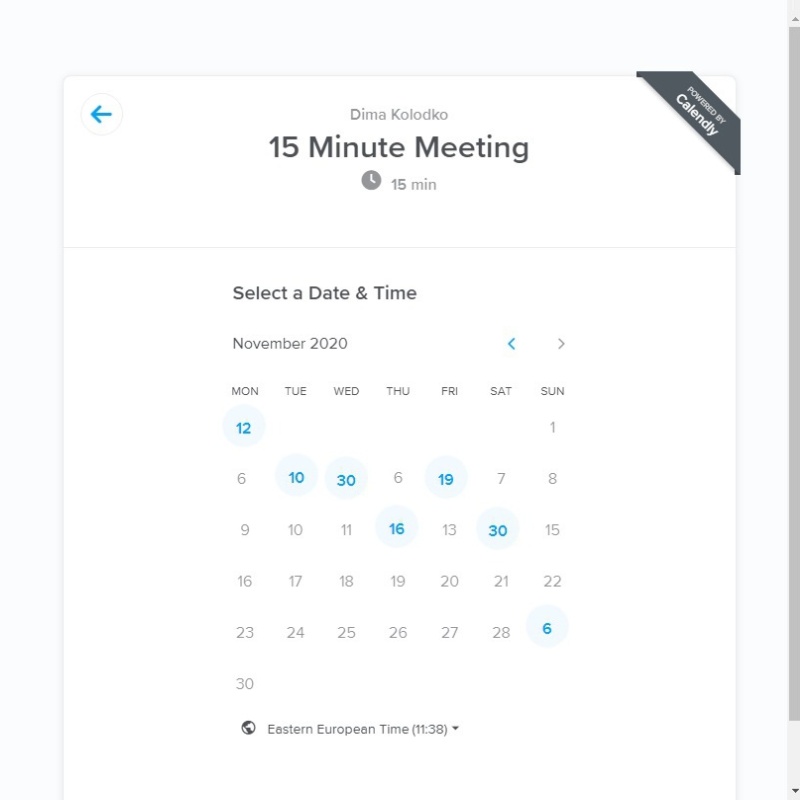 POWERED BY
Calendly
Dima Kolodko
15 Minute Meeting
15 min
Select a Date & Time
November 2020
MON TUE WED THU FRI SAT SUN
12 1
6 10 30 6 19 7 8
9 10 11 16 13 30 15
16 17 18 19 20 21 22
23 24 25 26 27 28 6
30
Eastern European Time (11:38)